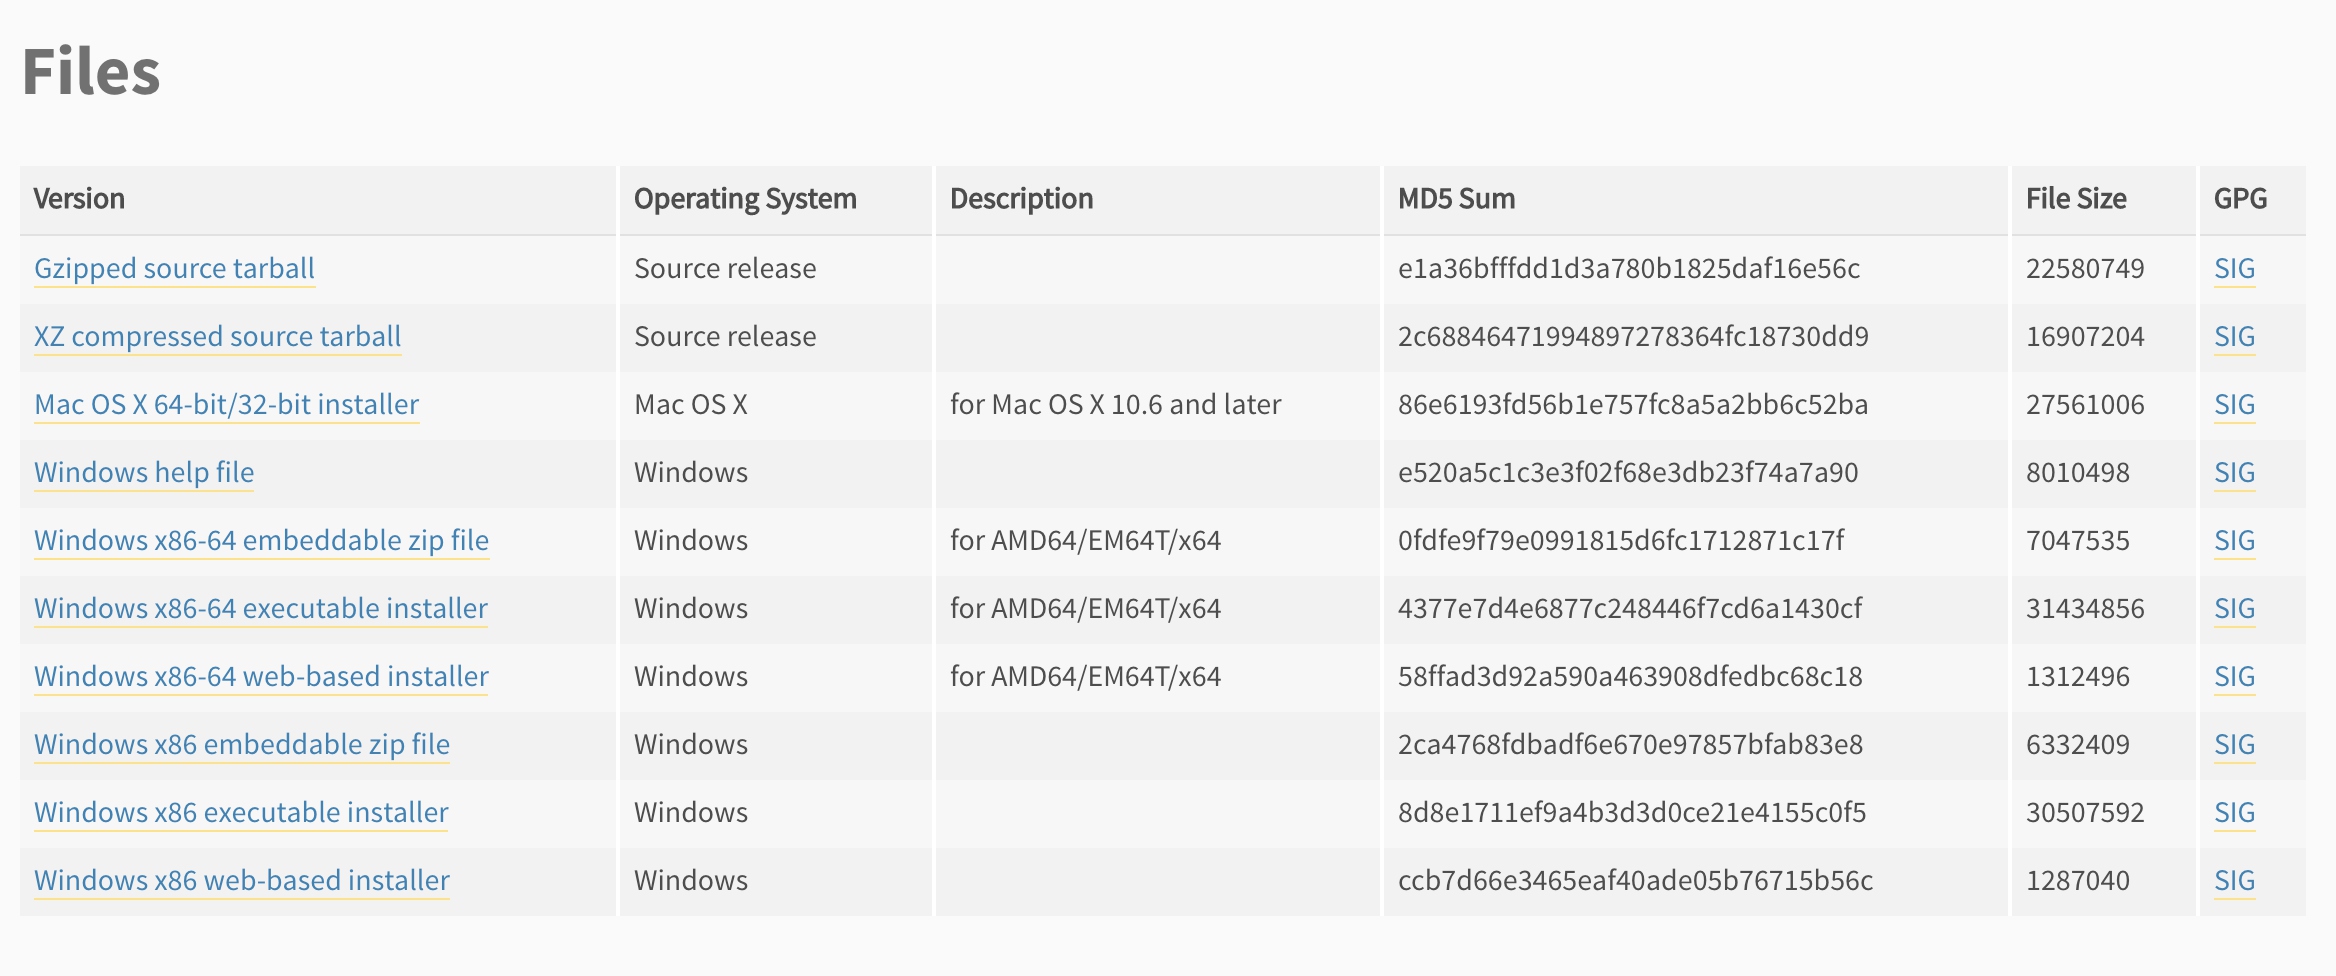 Files
Version Operating System Description MD5 Sum File Size GPG
Gzipped source tarball Source release e1a36bfffdd1d3a780b1825daf16e56c 22580749 SIG
XZ compressed source tarball Source release 2c68846471994897278364fc18730dd9 16907204 SIG
Mac OS X 64-bit/32-bit installer Mac OS X for Mac OS X 10.6 and later 86e6193fd56b1e757fc8a5a2bb6c52ba 27561006 SIG
Windows help file Windows e520a5c1c3e3f02f68e3db23f74a7a90 8010498 SIG
Windows x86-64 embeddable zip file Windows for AMD64/EM64T/x64 0fdfe9f79e0991815d6fc1712871c17f 7047535 SIG
Windows x86-64 executable installer Windows for AMD64/EM64T/x64 4377e7d4e6877c248446f7cd6a1430cf 31434856 SIG
Windows x86-64 web-based installer Windows for AMD64/EM64T/x64 58ffad3d92a590a463908dfedbc68c18 1312496 SIG
Windows x86 embeddable zip file Windows 2ca4768fdbadf6e670e97857bfab83e8 6332409 SIG
Windows x86 executable installer Windows 8d8e1711ef9a4b3d3d0ce21e4155c0f5 30507592 SIG
Windows x86 web-based installer Windows ccb7d66e3465eaf40ade05b76715b56c 1287040 SIG